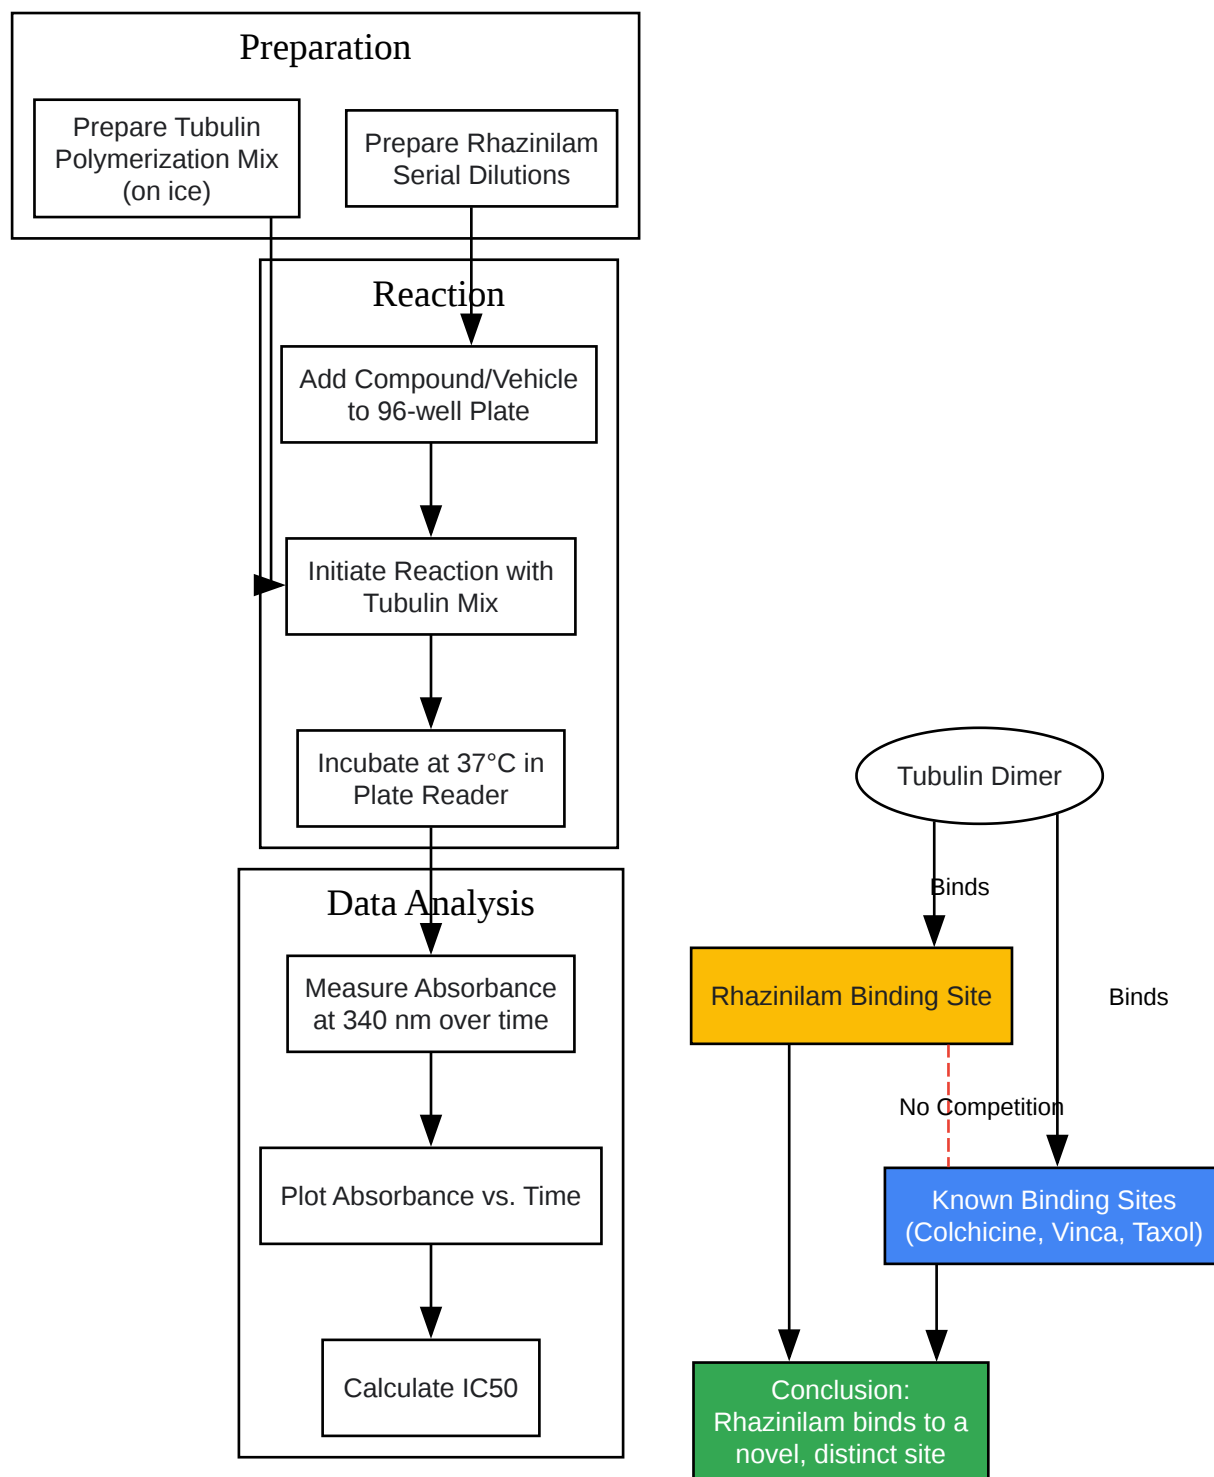 Preparation
Prepare Tubulin
Polymerization Mix
(on ice)
Prepare Rhazinilam
Serial Dilutions
Reaction
Add Compound/Vehicle
to 96-well Plate
Initiate Reaction with
Tubulin Mix
Incubate at 37°C in
Plate Reader
Data Analysis
Measure Absorbance
at 340 nm over time
Plot Absorbance vs. Time
Calculate IC50
Tubulin Dimer
Binds
Rhazinilam Binding Site
Binds
No Competition
Known Binding Sites
(Colchicine, Vinca, Taxol)
Conclusion:
Rhazinilam binds to a
novel, distinct site